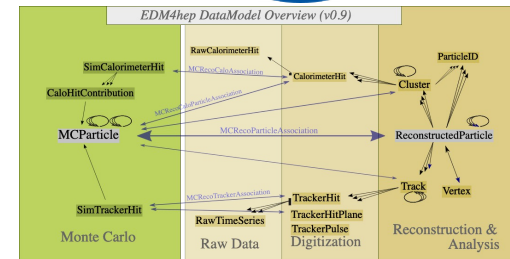 EDM4hep DataModel Overview (v0.9)
RawCalorimeterHit
ParticleID
SimCalorimeterHit
MCRecoCaloAssociation
CalorimeterHit
Cluster
CaloHitContribution
MCRecoCaloParticleAssociation
MCParticle
MCRecoParticleAssociation
ReconstructedParticle
MCRecoTrackerAssociation
Track
Vertex
TrackerHit
SimTrackerHit
TrackerHitPlane
RawTimeSeries
TrackerPulse
Monte Carlo
Raw Data
Digitization
Reconstruction &
Analysis